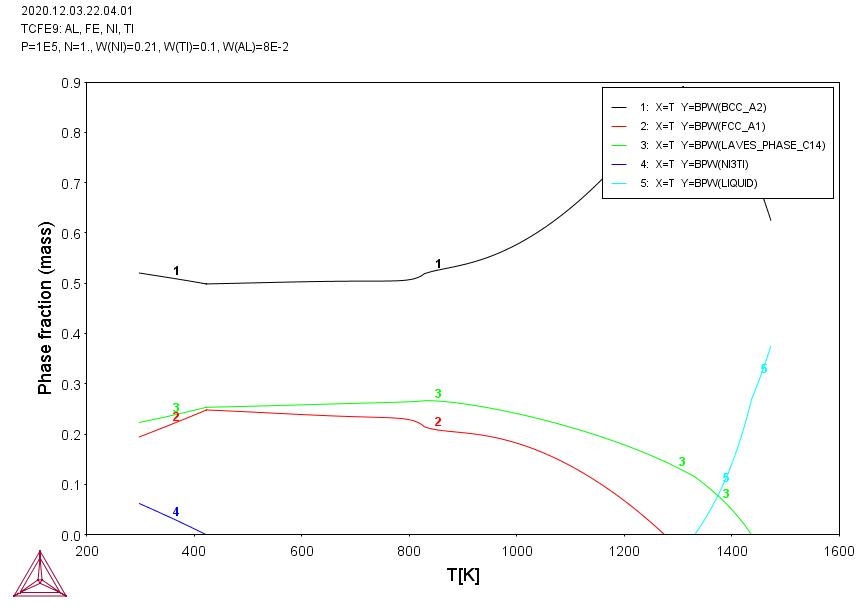 2020.12.03.22.04.01
TCFE9: AL, FE, NI, TI
P=1E5, N=1., W(NI)=0.21, W(TI)=0.1, W(AL)=8E-2
0.9
0.8
0.7
0.6
0.5
0.4
0.3
0.2
0.1
0.0
Phase fraction (mass)
1: X=T Y=BPW(BCC_A2)
2: X=T Y=BPW(FCC_A1)
3: X=T Y=BPW(LAVES_PHASE_C14)
4: X=T Y=BPW(NI3TI)
5: X=T Y=BPW(LIQUID)
1
1
3
2
3
2
4
3
5
5
3
200 400 600 800 1000 1200 1400 1600
T[K]